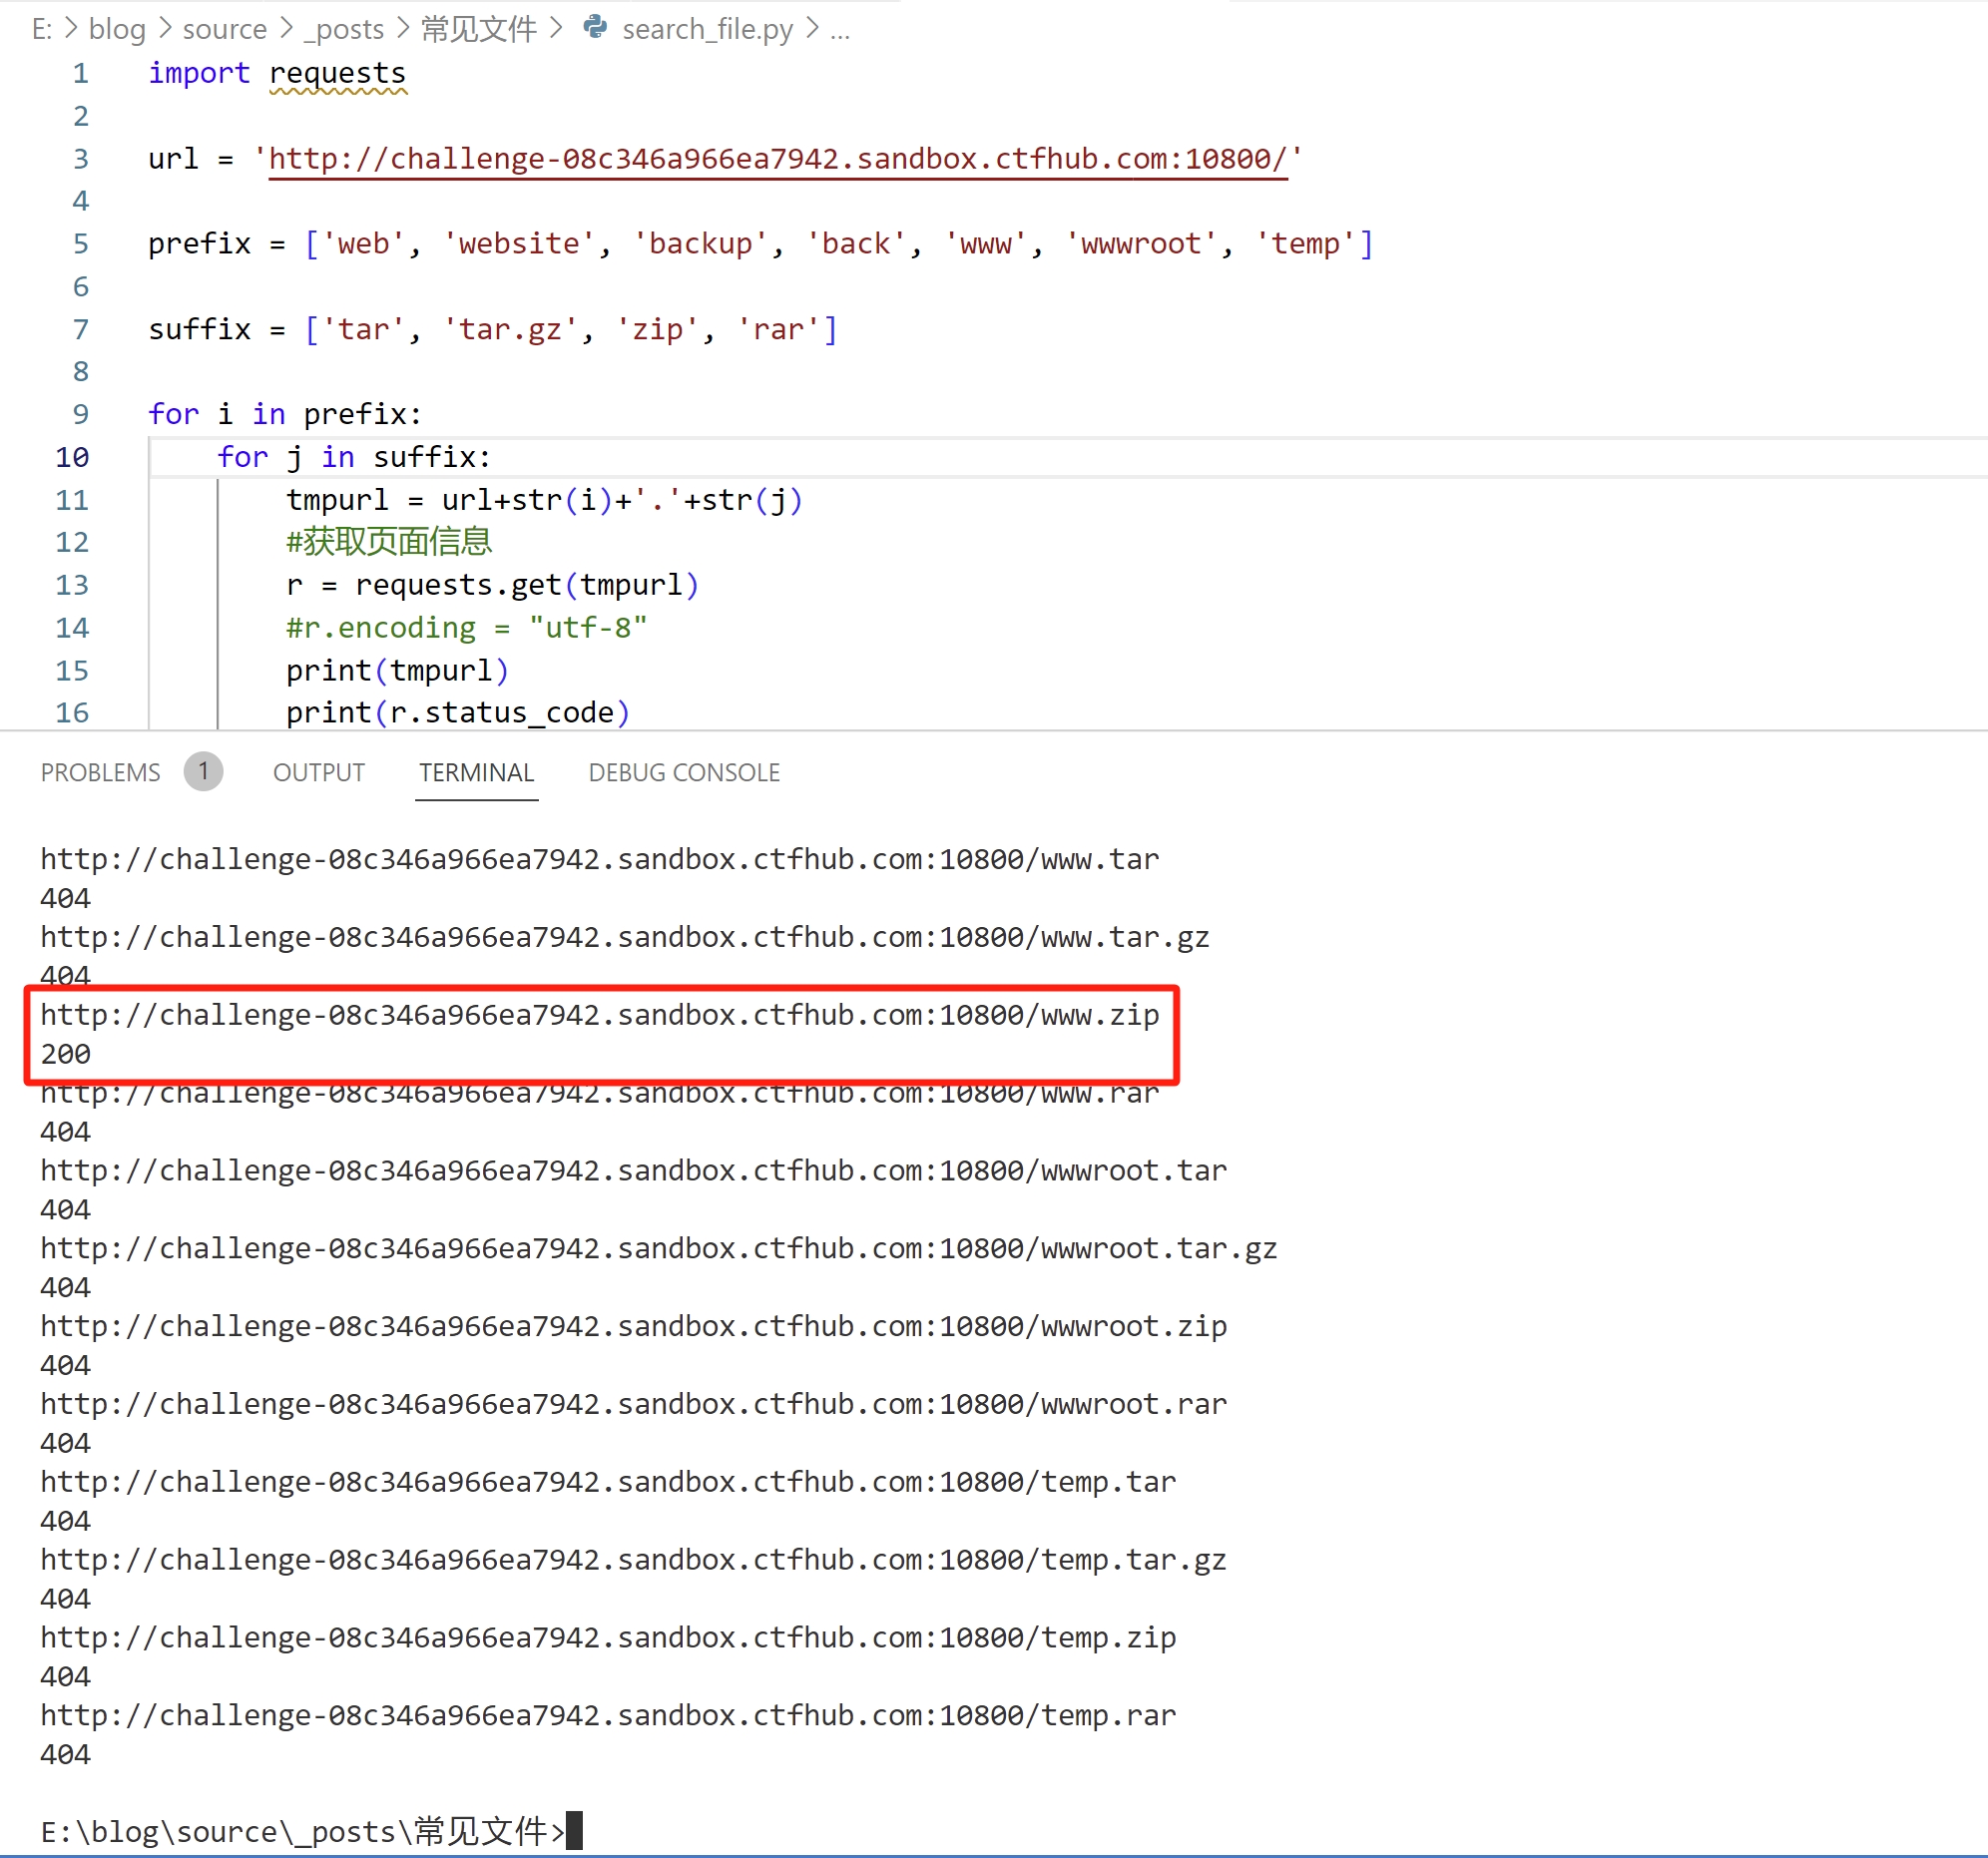 E: > blog > source > _posts > 常见文件 > search_file.py > ...
1 import requests
2
3 url = 'http://challenge-08c346a966ea7942.sandbox.ctfhub.com:10800/'
4
5 prefix = ['web', 'website', 'backup', 'back', 'www', 'wwwroot', 'temp']
6
7 suffix = ['tar', 'tar.gz', 'zip', 'rar']
8
9 for i in prefix:
10     for j in suffix:
11         tmpurl = url+str(i)+'.'+str(j)
12         #获取页面信息
13         r = requests.get(tmpurl)
14         #r.encoding = "utf-8"
15         print(tmpurl)
16         print(r.status_code)
PROBLEMS 1 OUTPUT TERMINAL DEBUG CONSOLE
http://challenge-08c346a966ea7942.sandbox.ctfhub.com:10800/www.tar
404
http://challenge-08c346a966ea7942.sandbox.ctfhub.com:10800/www.tar.gz
404
http://challenge-08c346a966ea7942.sandbox.ctfhub.com:10800/www.zip
200
http://challenge-08c346a966ea7942.sandbox.ctfhub.com:10800/www.rar
404
http://challenge-08c346a966ea7942.sandbox.ctfhub.com:10800/wwwroot.tar
404
http://challenge-08c346a966ea7942.sandbox.ctfhub.com:10800/wwwroot.tar.gz
404
http://challenge-08c346a966ea7942.sandbox.ctfhub.com:10800/wwwroot.zip
404
http://challenge-08c346a966ea7942.sandbox.ctfhub.com:10800/wwwroot.rar
404
http://challenge-08c346a966ea7942.sandbox.ctfhub.com:10800/temp.tar
404
http://challenge-08c346a966ea7942.sandbox.ctfhub.com:10800/temp.tar.gz
404
http://challenge-08c346a966ea7942.sandbox.ctfhub.com:10800/temp.zip
404
http://challenge-08c346a966ea7942.sandbox.ctfhub.com:10800/temp.rar
404
E:\blog\source\_posts\常见文件>